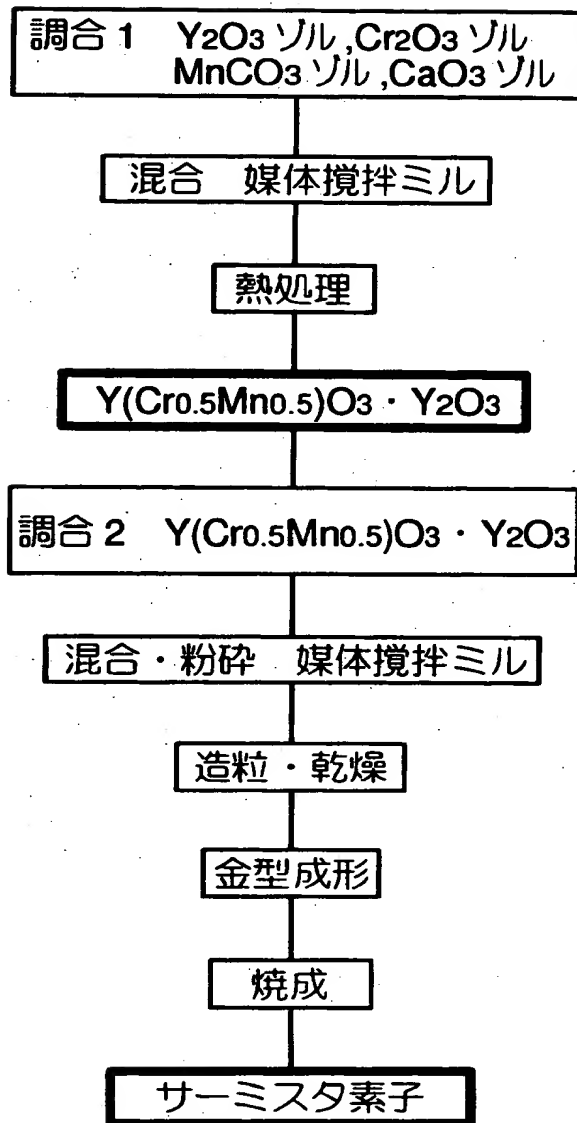 調合1 Y2O3 ゾル ,Cr2O3 ゾル
MnCO3 ゾル ,CaO3 ゾル
混合 媒体撹拌ミル
熱処理
Y(Cr0.5Mn0.5)O3・Y2O3
調合2 Y(Cr0.5Mn0.5)O3・Y2O3
混合・粉砕 媒体撹拌ミル
造粒・乾燥
金型成形
焼成
サーミスタ素子